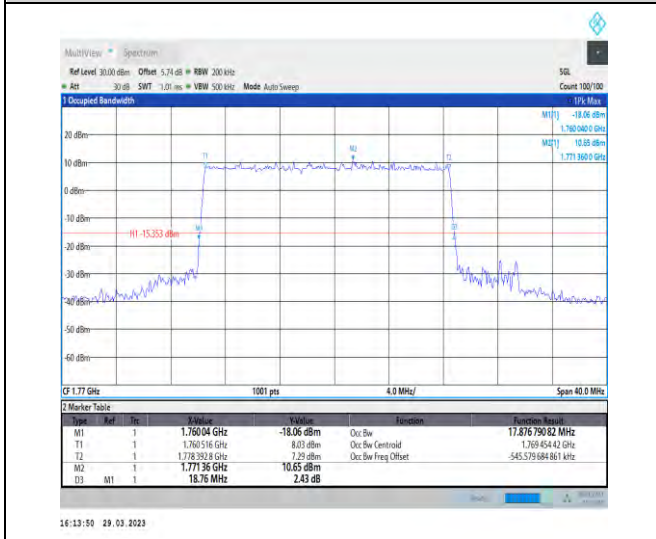 MultiView Spectrum
Ref Level 30.00 dBm Offset 5.74 dB RBW 200 kHz SGL
Att 30 dB SWT 1.01 ms VBW 500 kHz Mode Auto Sweep Count 100/100
1 Occupied Bandwidth 1Pk Max
M1[1] -18.06 dBm
1.760 040 0 GHz
M2[1] 10.65 dBm
1.771 360 0 GHz
20 dBm
T1 M2 T2
10 dBm
0 dBm
-10 dBm
H1 -15.353 dBm M1 D3
-20 dBm
-30 dBm
-40 dBm
-50 dBm
-60 dBm
CF 1.77 GHz 1001 pts 4.0 MHz/ Span 40.0 MHz
2 Marker Table
Type Ref Trc X-Value Y-Value Function Function Result
M1 1 1.76004 GHz -18.06 dBm Occ Bw 17.876 790 82 MHz
T1 1 1.760 516 GHz 8.03 dBm Occ Bw Centroid 1.769 454 42 GHz
T2 1 1.778 392 8 GHz 7.29 dBm Occ Bw Freq Offset -545.579 684 861 kHz
M2 1 1.771 36 GHz 10.65 dBm
D3 M1 1 18.76 MHz 2.43 dB
16:13:50 29.03.2023